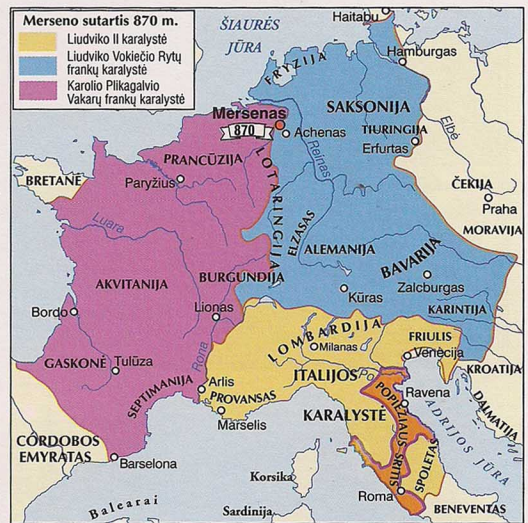 Merseno sutartis 870 m.
Liudviko II karalystė
Liudviko Vokiečio Rytų
frankų karalystė
Karolio Plikagalvio
Vakarų frankų karalystė
ŠIAURĖS
JŪRA
Haitabu
Hamburgas
FRYZIJA
SAKSONIJA
Mersenas
870
Achenas
TIURINGIJA
Erfurtas
Elbė
Reinas
PRANCŪZIJA
BRETANĖ
Paryžius
LOTARINGIJA
ELZASAS
ČEKIJA
Praha
MORAVIJA
Luara
ALEMANIJA
BAVARIJA
AKVITANIJA
BURGUNDIJA
Zalcburgas
Kūras
KARINTIJA
Bordo
Lionas
LOMBARDIJA
Milanas
FRIULIS
Venecija
GASKONĖ
Tulūza
Rona
ITALIJOS
Po
KROATIJA
SEPTIMANIJA
Arlis
PROVANSAS
Marselis
KARALYSTĖ
Ravena
POPIEŽIAUS SRITIS
ADRIJOS JŪRA
DALMATIJA
KORDOBOS
EMYRATAS
Barselona
Korsika
SPOLETAS
Roma
Balearai
Sardinija
BENEVENTAS